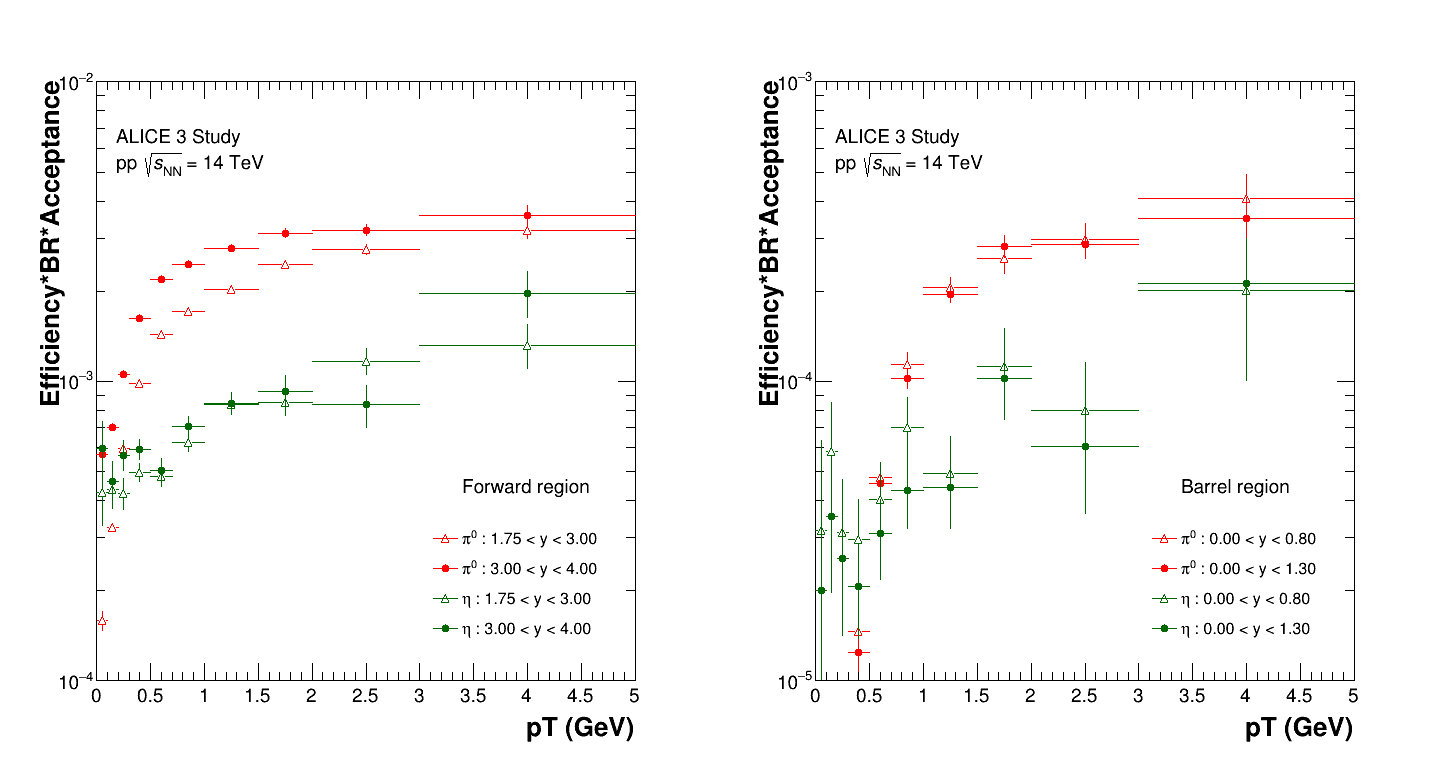 10⁻²
Efficiency*BR*Acceptance
ALICE 3 Study
pp √s_NN = 14 TeV
10⁻³
Forward region
π⁰ : 1.75 < y < 3.00
π⁰ : 3.00 < y < 4.00
η : 1.75 < y < 3.00
η : 3.00 < y < 4.00
10⁻⁴
0 0.5 1 1.5 2 2.5 3 3.5 4 4.5 5
pT (GeV)
10⁻³
Efficiency*BR*Acceptance
ALICE 3 Study
pp √s_NN = 14 TeV
10⁻⁴
Barrel region
π⁰ : 0.00 < y < 0.80
π⁰ : 0.00 < y < 1.30
η : 0.00 < y < 0.80
η : 0.00 < y < 1.30
10⁻⁵
0 0.5 1 1.5 2 2.5 3 3.5 4 4.5 5
pT (GeV)